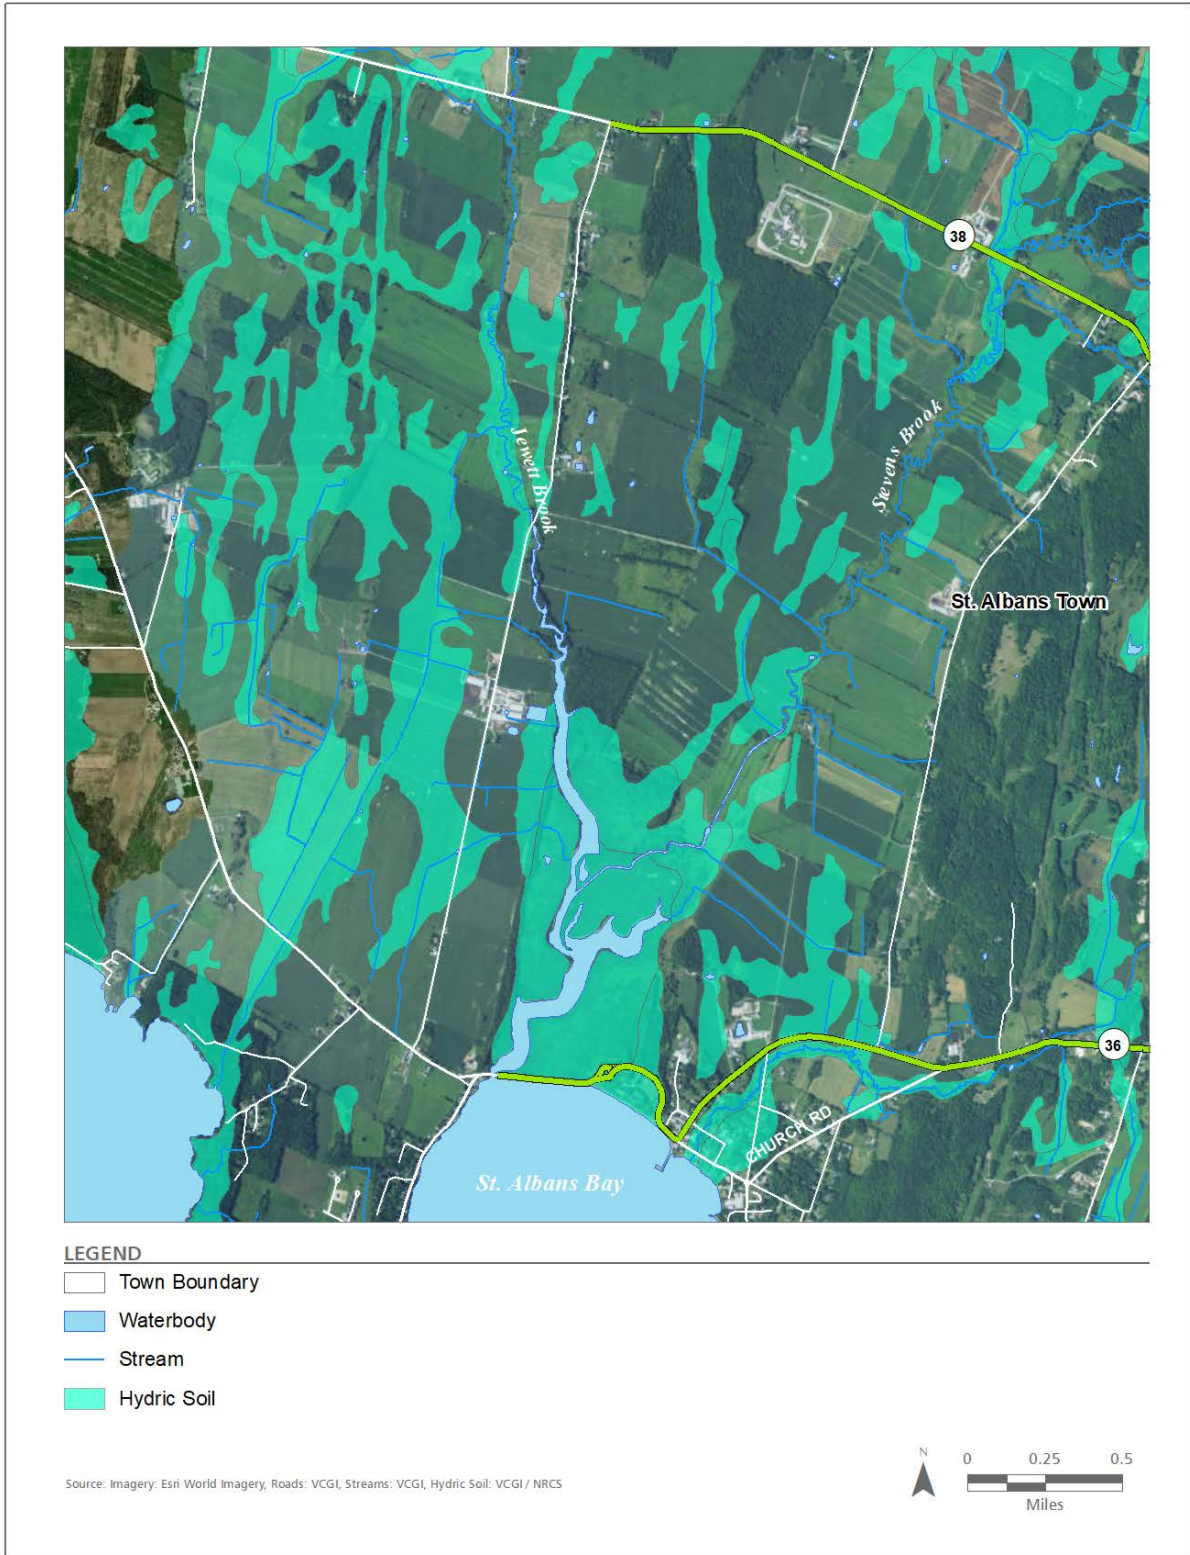 38
Jewett Brook
Stevens Brook
St. Albans Town
36
CHURCH RD
St. Albans Bay
LEGEND
Town Boundary
Waterbody
Stream
Hydric Soil
Source: Imagery: Esri World Imagery, Roads: VCGI, Streams: VCGI, Hydric Soil: VCGI / NRCS
N
0 0.25 0.5
Miles